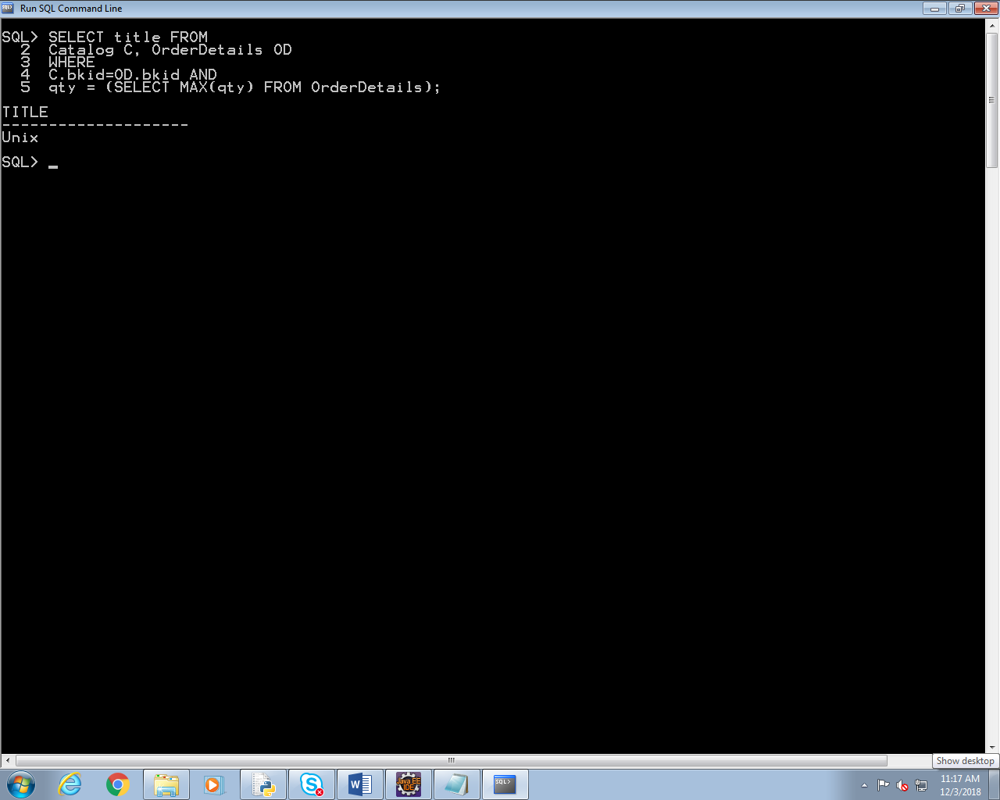 Run SQL Command Line
SQL> SELECT title FROM
  2  Catalog C, OrderDetails OD
  3  WHERE
  4  C.bkid=OD.bkid AND
  5  qty = (SELECT MAX(qty) FROM OrderDetails);
TITLE
--------------------
Unix
SQL> _
Show desktop
Java EE
IDE
SQL>
11:17 AM
12/3/2018